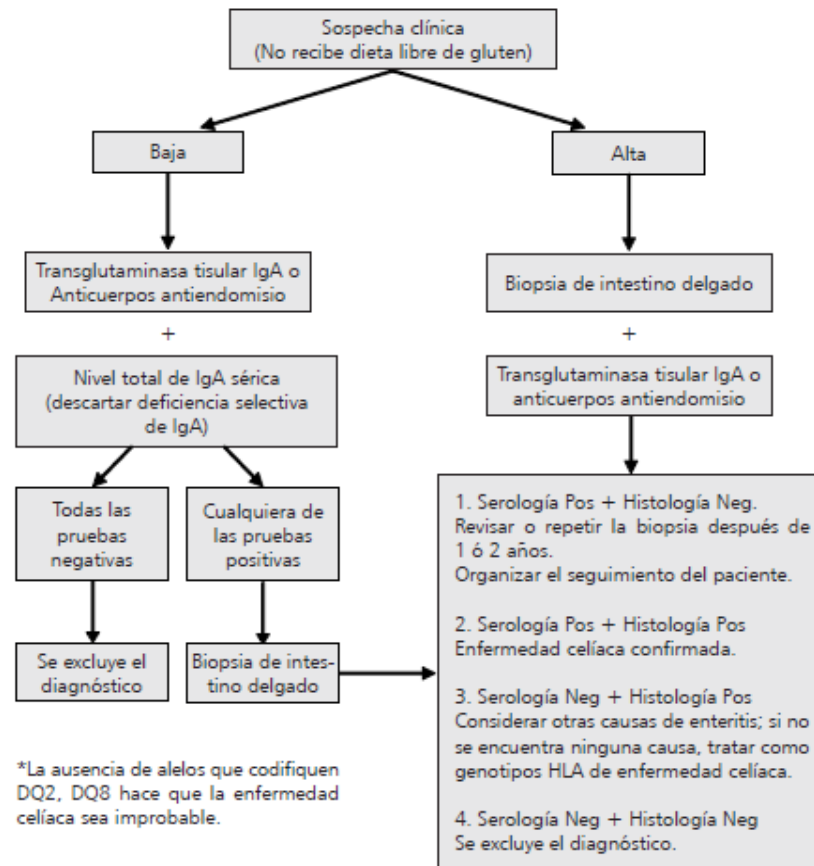 Sospecha clínica
(No recibe dieta libre de gluten)
Baja
Alta
Transglutaminasa tisular IgA o
Anticuerpos antiendomisio
+
Nivel total de IgA sérica
(descartar deficiencia selectiva
de IgA)
Todas las
pruebas
negativas
Cualquiera de
las pruebas
positivas
Se excluye el
diagnóstico
Biopsia de intes-
tino delgado
*La ausencia de alelos que codifiquen
DQ2, DQ8 hace que la enfermedad
celíaca sea improbable.
Biopsia de intestino delgado
+
Transglutaminasa tisular IgA o
anticuerpos antiendomisio
1. Serología Pos + Histología Neg.
Revisar o repetir la biopsia después de
1 ó 2 años.
Organizar el seguimiento del paciente.
2. Serología Pos + Histología Pos
Enfermedad celíaca confirmada.
3. Serología Neg + Histología Pos
Considerar otras causas de enteritis; si no
se encuentra ninguna causa, tratar como
genotipos HLA de enfermedad celíaca.
4. Serología Neg + Histología Neg
Se excluye el diagnóstico.